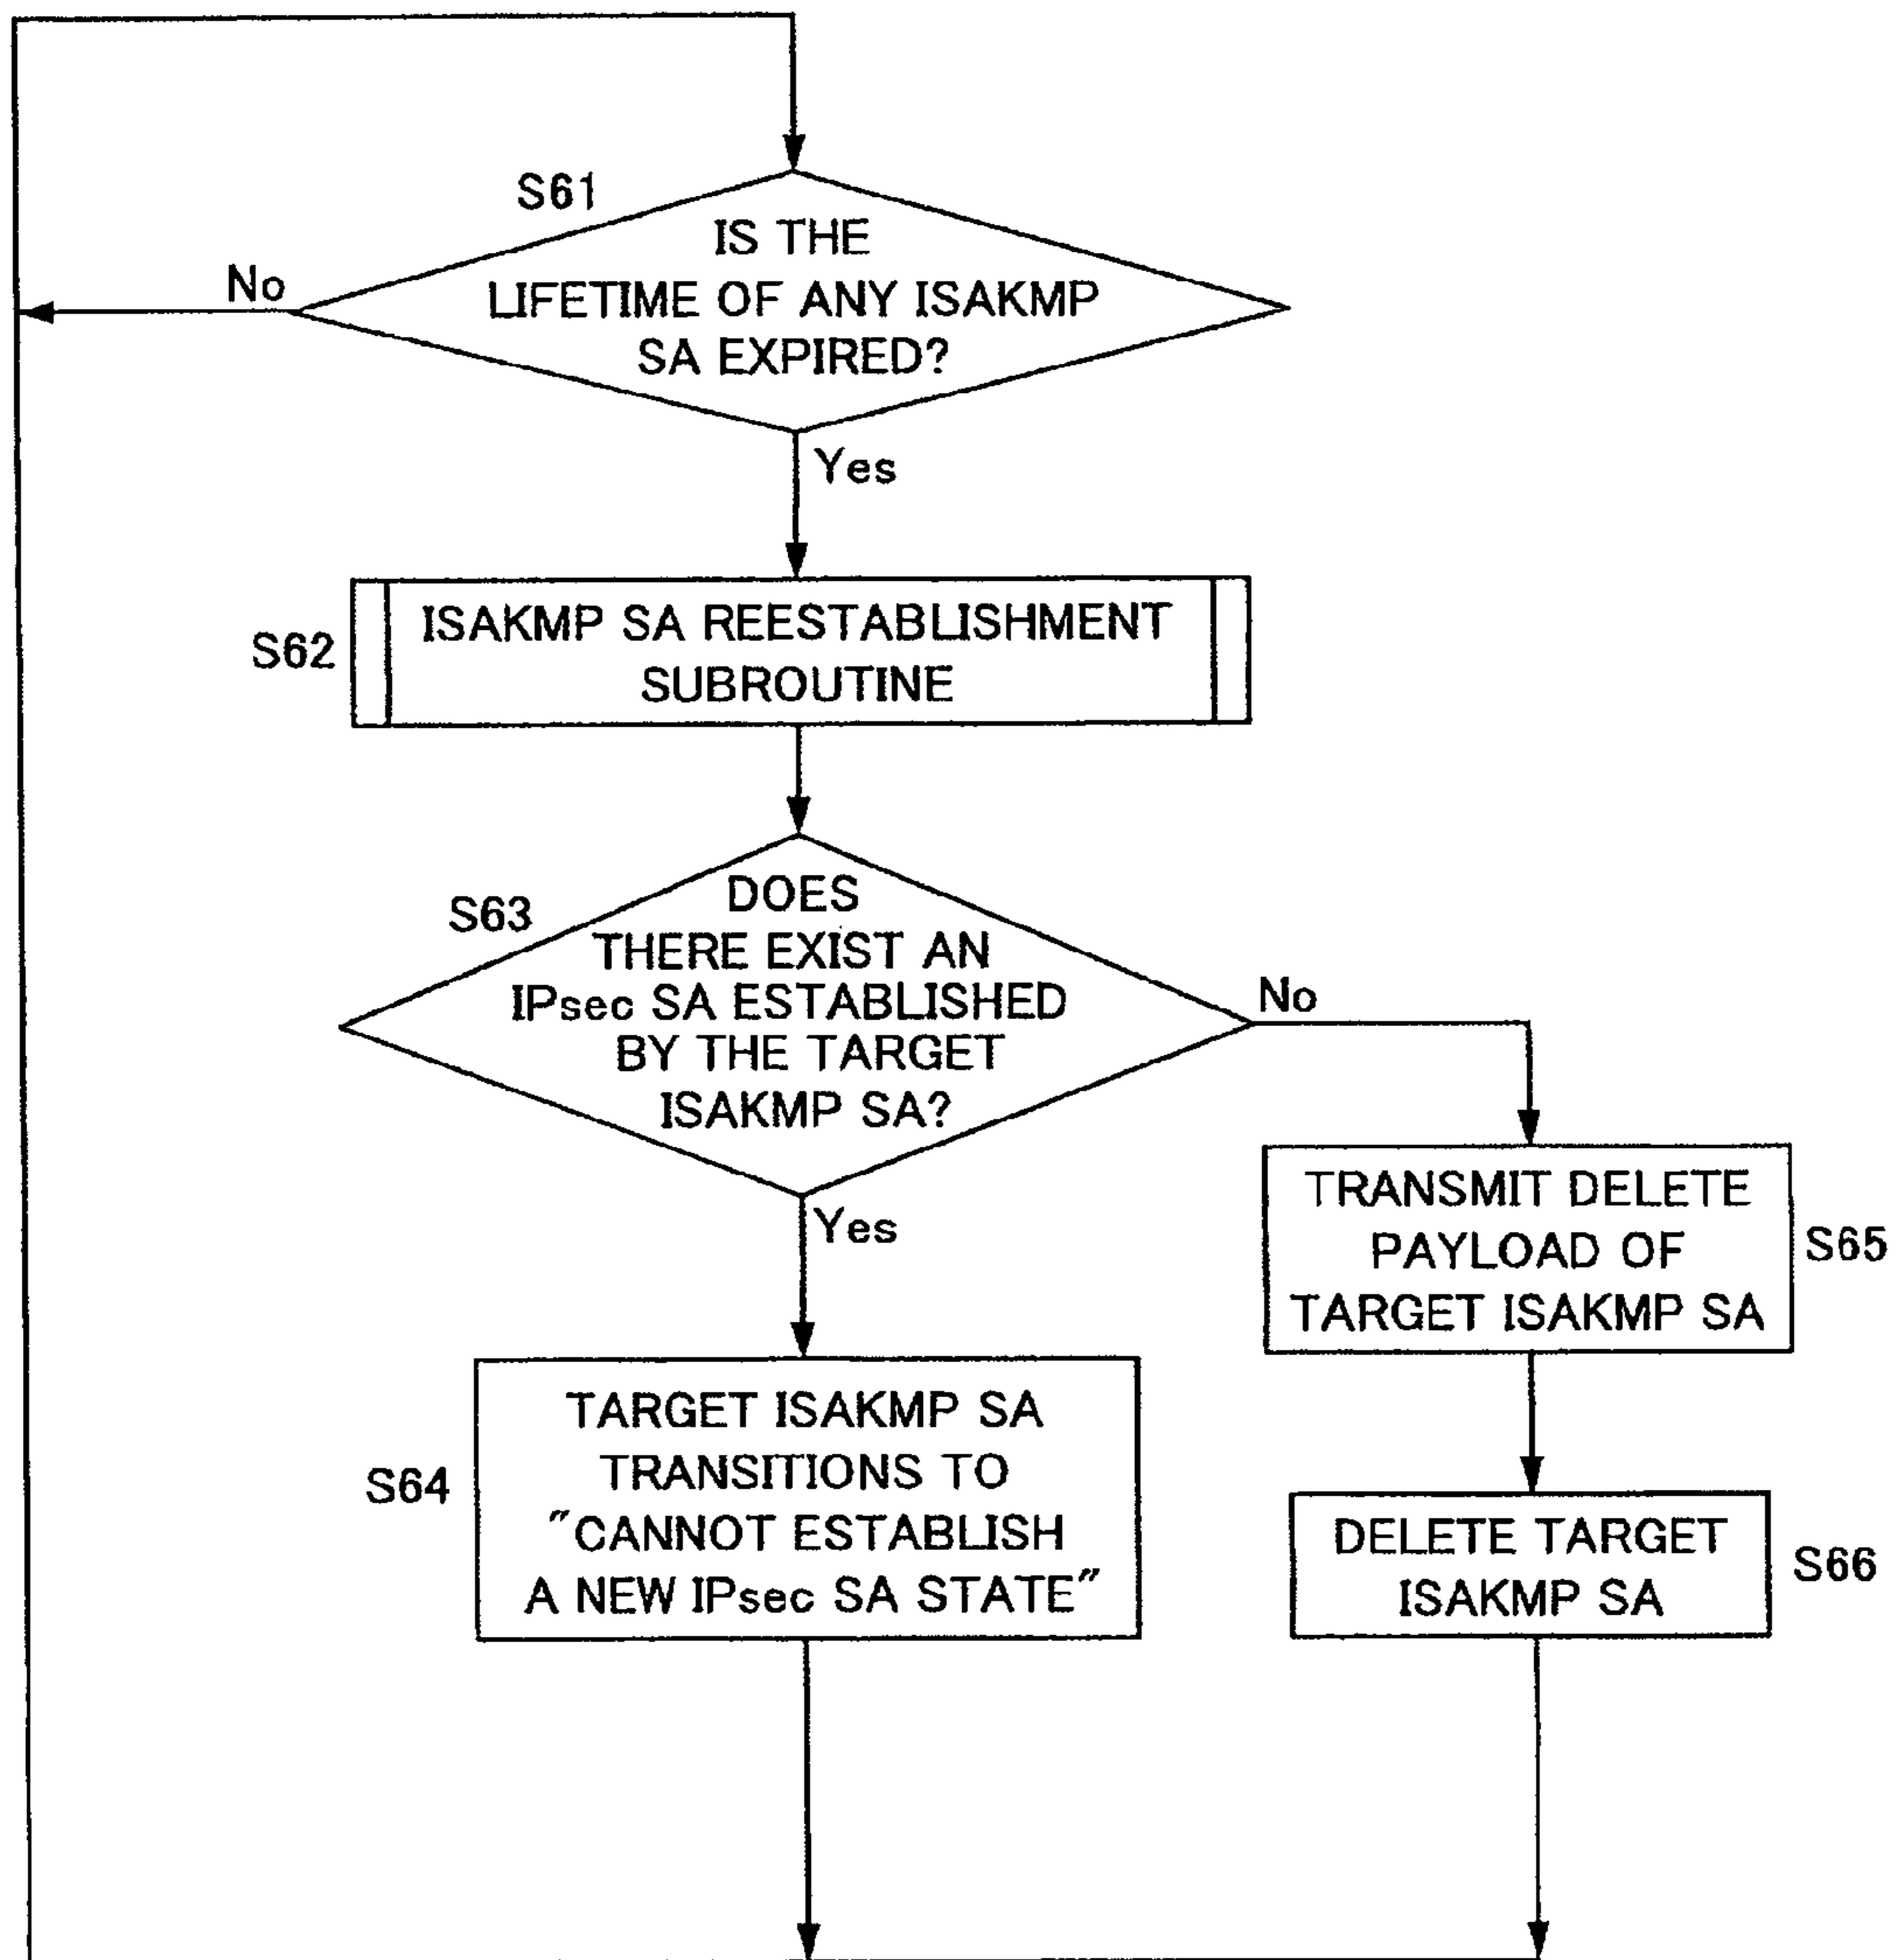 S61
IS THE
LIFETIME OF ANY ISAKMP
SA EXPIRED?
No
Yes
S62
ISAKMP SA REESTABLISHMENT
SUBROUTINE
S63
DOES
THERE EXIST AN
IPsec SA ESTABLISHED
BY THE TARGET
ISAKMP SA?
No
Yes
TRANSMIT DELETE
PAYLOAD OF
TARGET ISAKMP SA
S65
S64
TARGET ISAKMP SA
TRANSITIONS TO
"CANNOT ESTABLISH
A NEW IPsec SA STATE"
DELETE TARGET
ISAKMP SA
S66